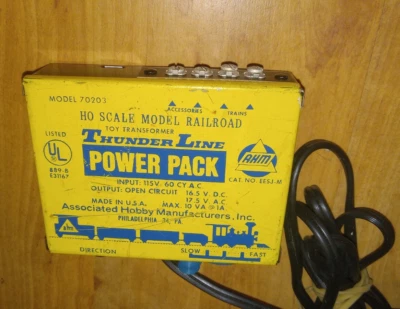 MODEL 70203
ACCESSORIES TRAINS
HO SCALE MODEL RAILROAD
TOY TRANSFORMER
LISTED
UL
889-B
THUNDER LINE
POWER PACK
AHM
INPUT: 115V. 60 CY A.C.
OUTPUT: OPEN CIRCUIT 16.5 V. D.C.
17.5 V. A.C.
MADE IN U.S.A. MAX. 10 VA @ 1A
Associated Hobby Manufacturers, Inc.
PHILADELPHIA PA
DIRECTION SLOW FAST